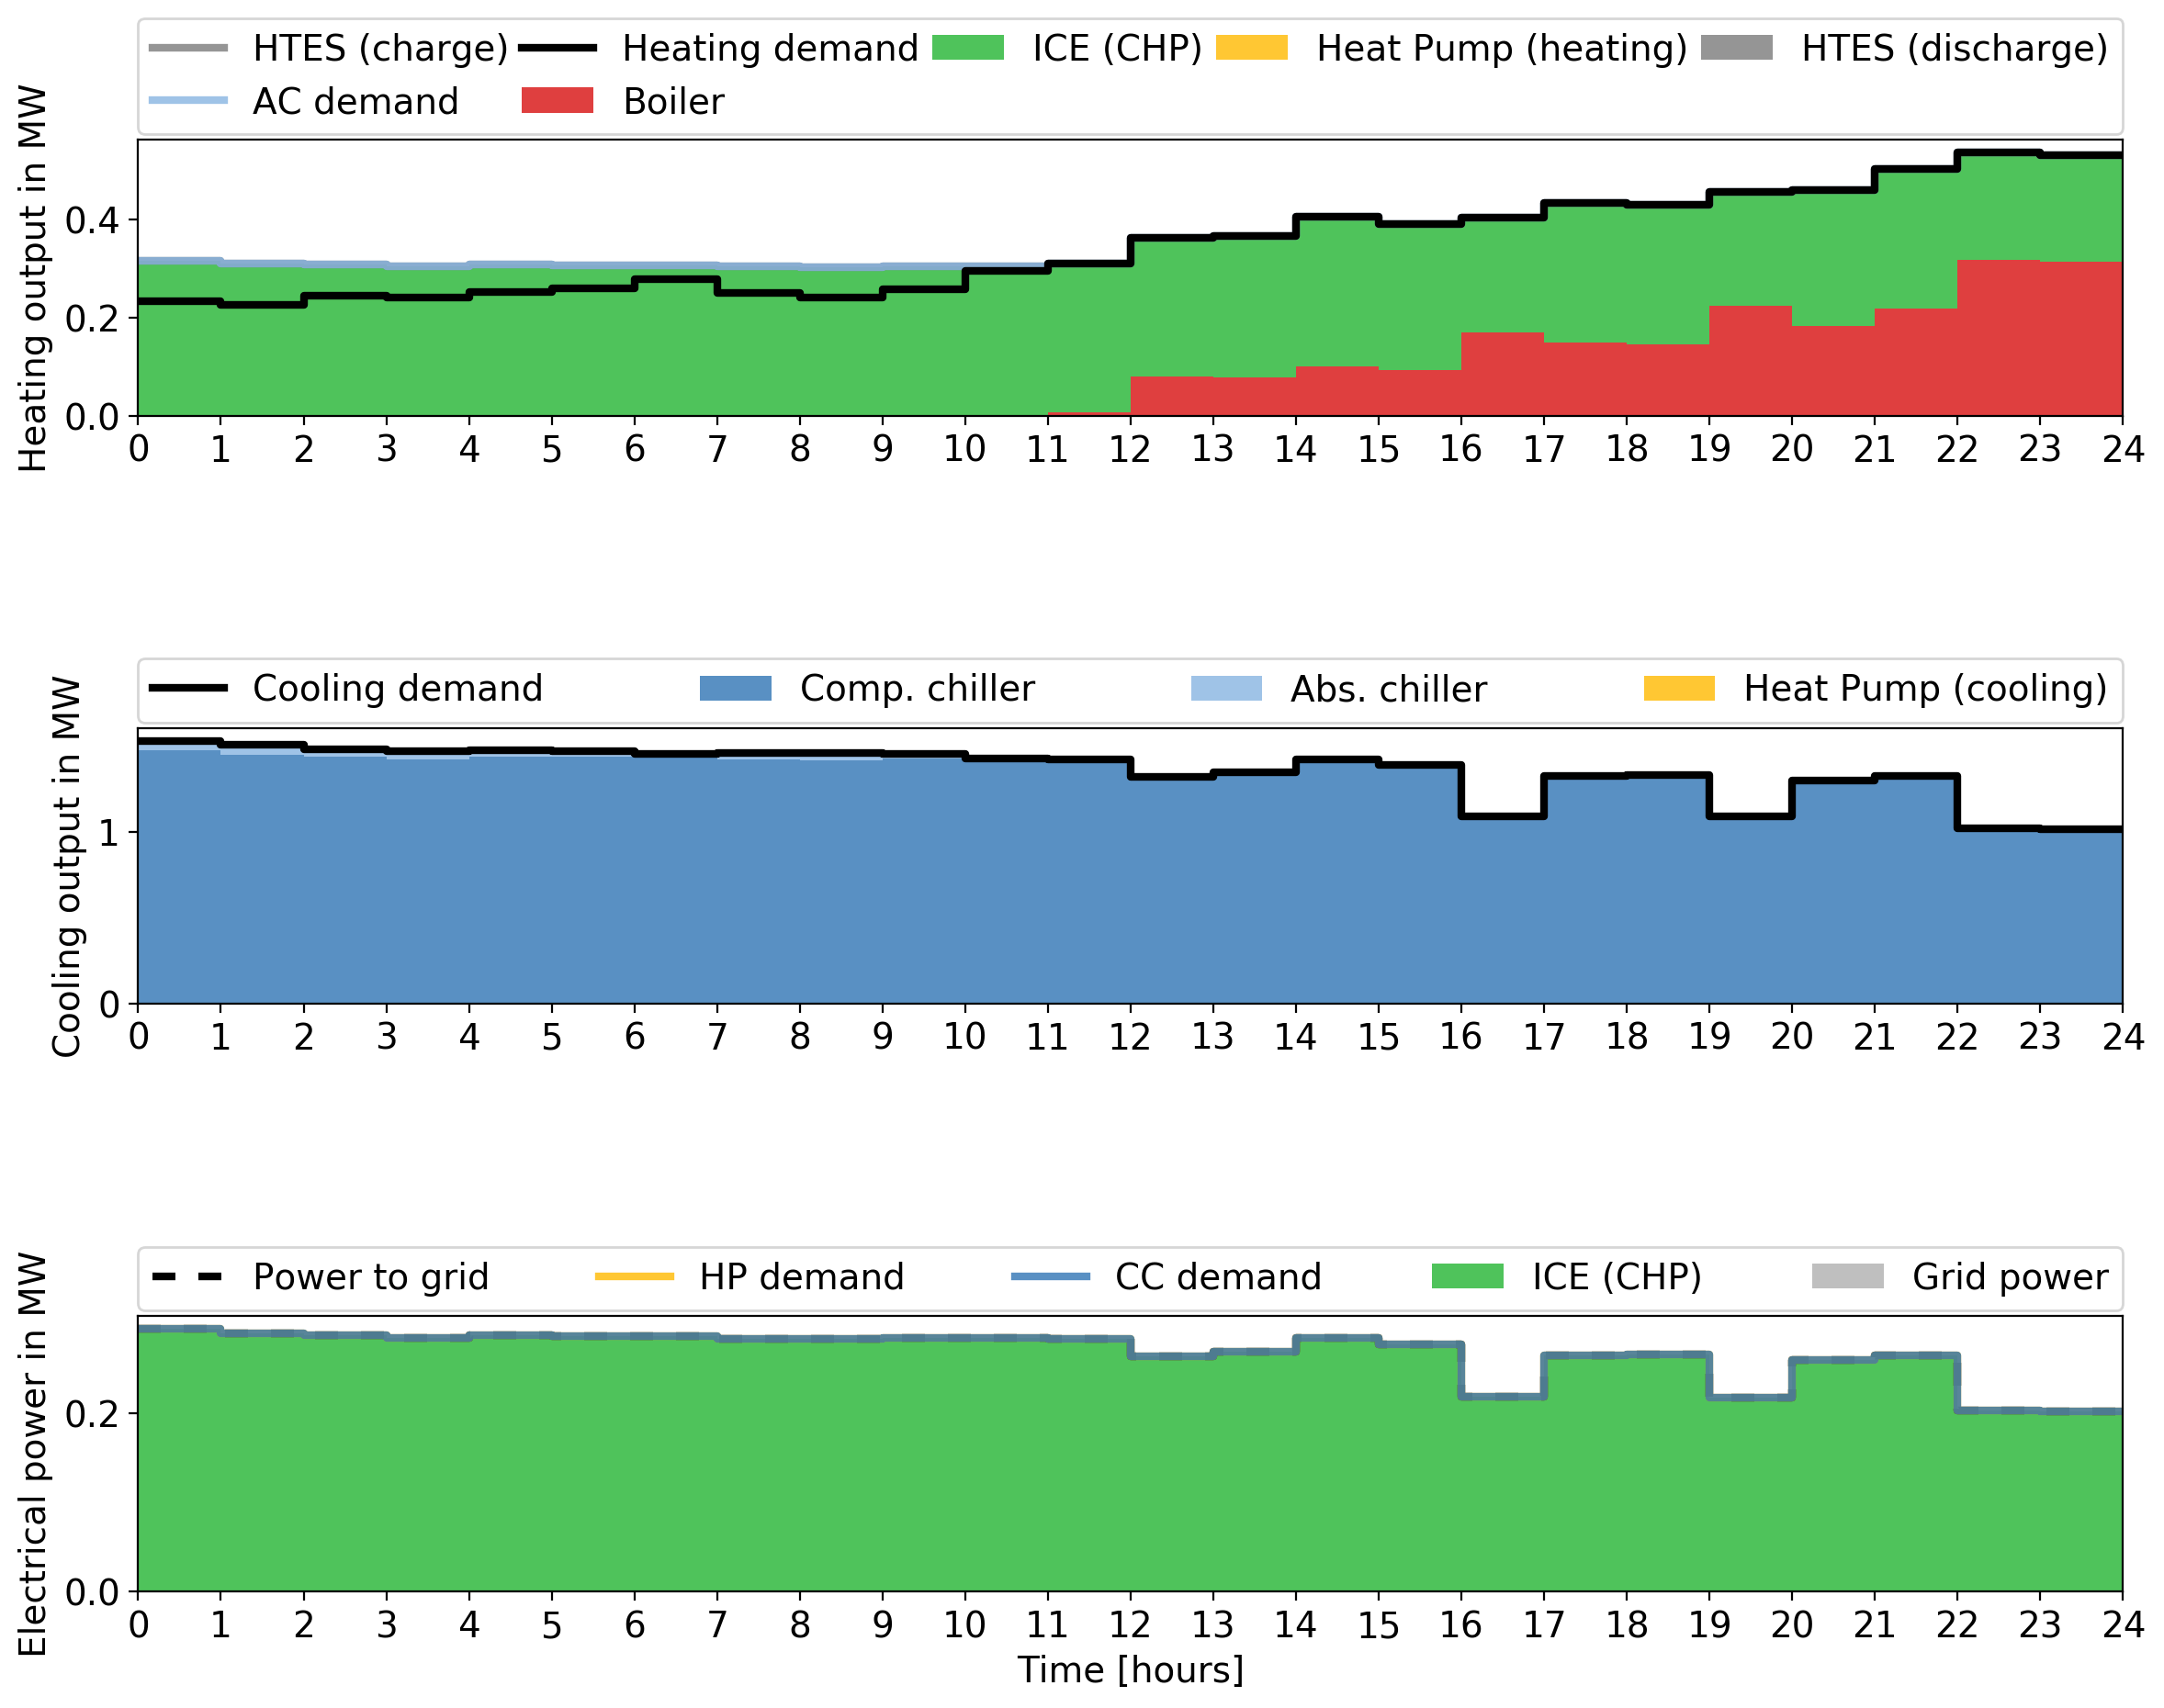 HTES (charge) Heating demand ICE (CHP) Heat Pump (heating) HTES (discharge)
AC demand Boiler
Heating output in MW
0.4
0.2
0.0
0 1 2 3 4 5 6 7 8 9 10 11 12 13 14 15 16 17 18 19 20 21 22 23 24
Cooling demand Comp. chiller Abs. chiller Heat Pump (cooling)
Cooling output in MW
1
0
0 1 2 3 4 5 6 7 8 9 10 11 12 13 14 15 16 17 18 19 20 21 22 23 24
Power to grid HP demand CC demand ICE (CHP) Grid power
Electrical power in MW
0.2
0.0
0 1 2 3 4 5 6 7 8 9 10 11 12 13 14 15 16 17 18 19 20 21 22 23 24
Time [hours]